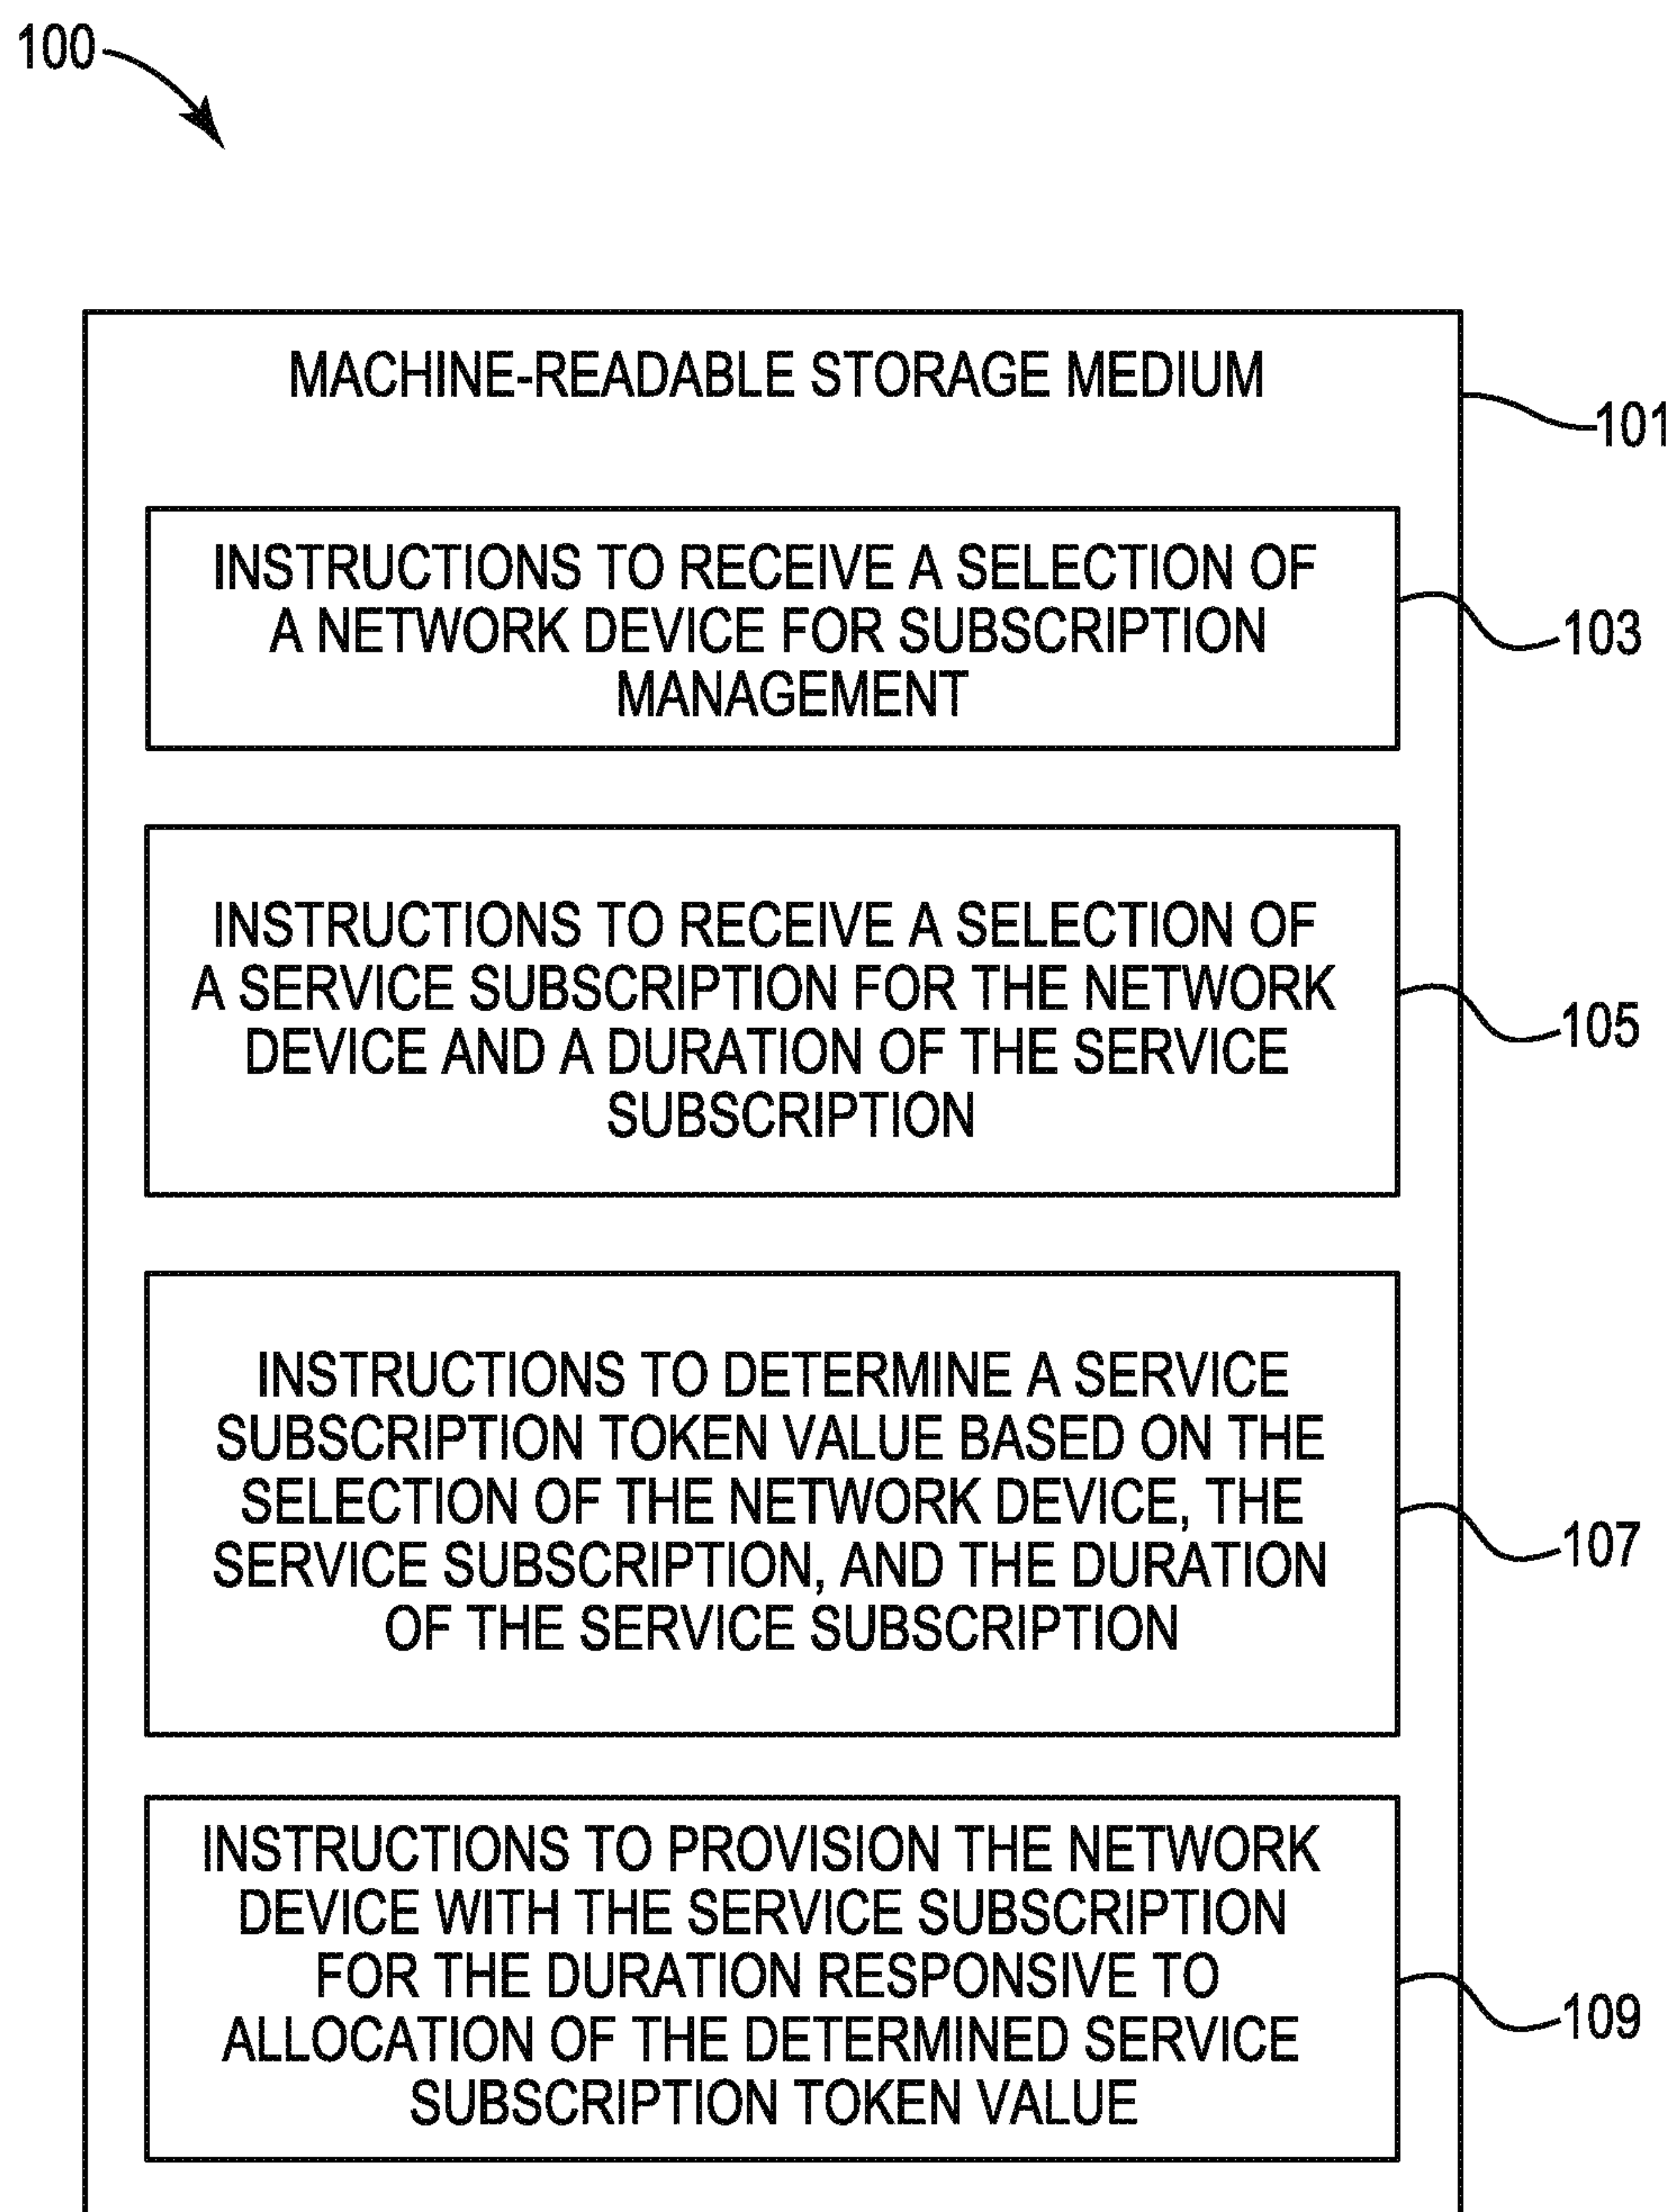 100
MACHINE-READABLE STORAGE MEDIUM
101
INSTRUCTIONS TO RECEIVE A SELECTION OF
A NETWORK DEVICE FOR SUBSCRIPTION
MANAGEMENT
103
INSTRUCTIONS TO RECEIVE A SELECTION OF
A SERVICE SUBSCRIPTION FOR THE NETWORK
DEVICE AND A DURATION OF THE SERVICE
SUBSCRIPTION
105
INSTRUCTIONS TO DETERMINE A SERVICE
SUBSCRIPTION TOKEN VALUE BASED ON THE
SELECTION OF THE NETWORK DEVICE, THE
SERVICE SUBSCRIPTION, AND THE DURATION
OF THE SERVICE SUBSCRIPTION
107
INSTRUCTIONS TO PROVISION THE NETWORK
DEVICE WITH THE SERVICE SUBSCRIPTION
FOR THE DURATION RESPONSIVE TO
ALLOCATION OF THE DETERMINED SERVICE
SUBSCRIPTION TOKEN VALUE
109